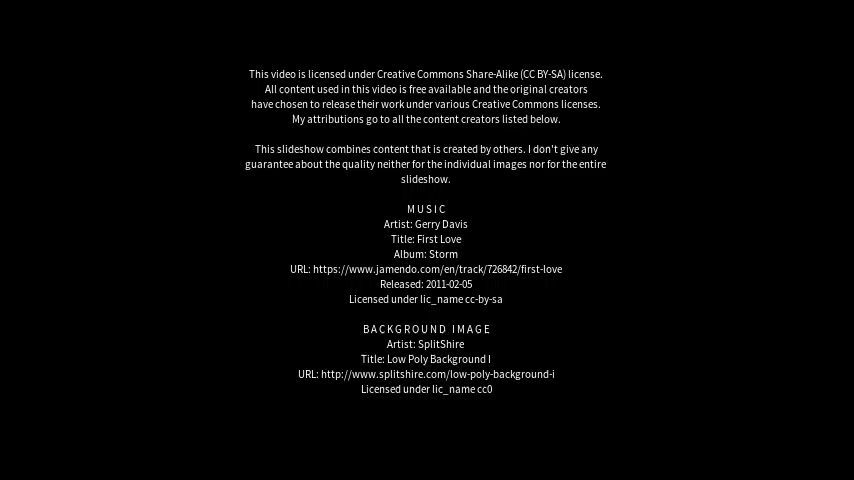 This video is licensed under Creative Commons Share-Alike (CC BY-SA) license.
All content used in this video is free available and the original creators
have chosen to release their work under various Creative Commons licenses.
My attributions go to all the content creators listed below.
This slideshow combines content that is created by others. I don't give any
guarantee about the quality neither for the individual images nor for the entire
slideshow.
MUSIC
Artist: Gerry Davis
Title: First Love
Album: Storm
URL: https://www.jamendo.com/en/track/726842/first-love
Released: 2011-02-05
Licensed under lic_name cc-by-sa
BACKGROUND IMAGE
Artist: SplitShire
Title: Low Poly Background I
URL: http://www.splitshire.com/low-poly-background-i
Licensed under lic_name cc0